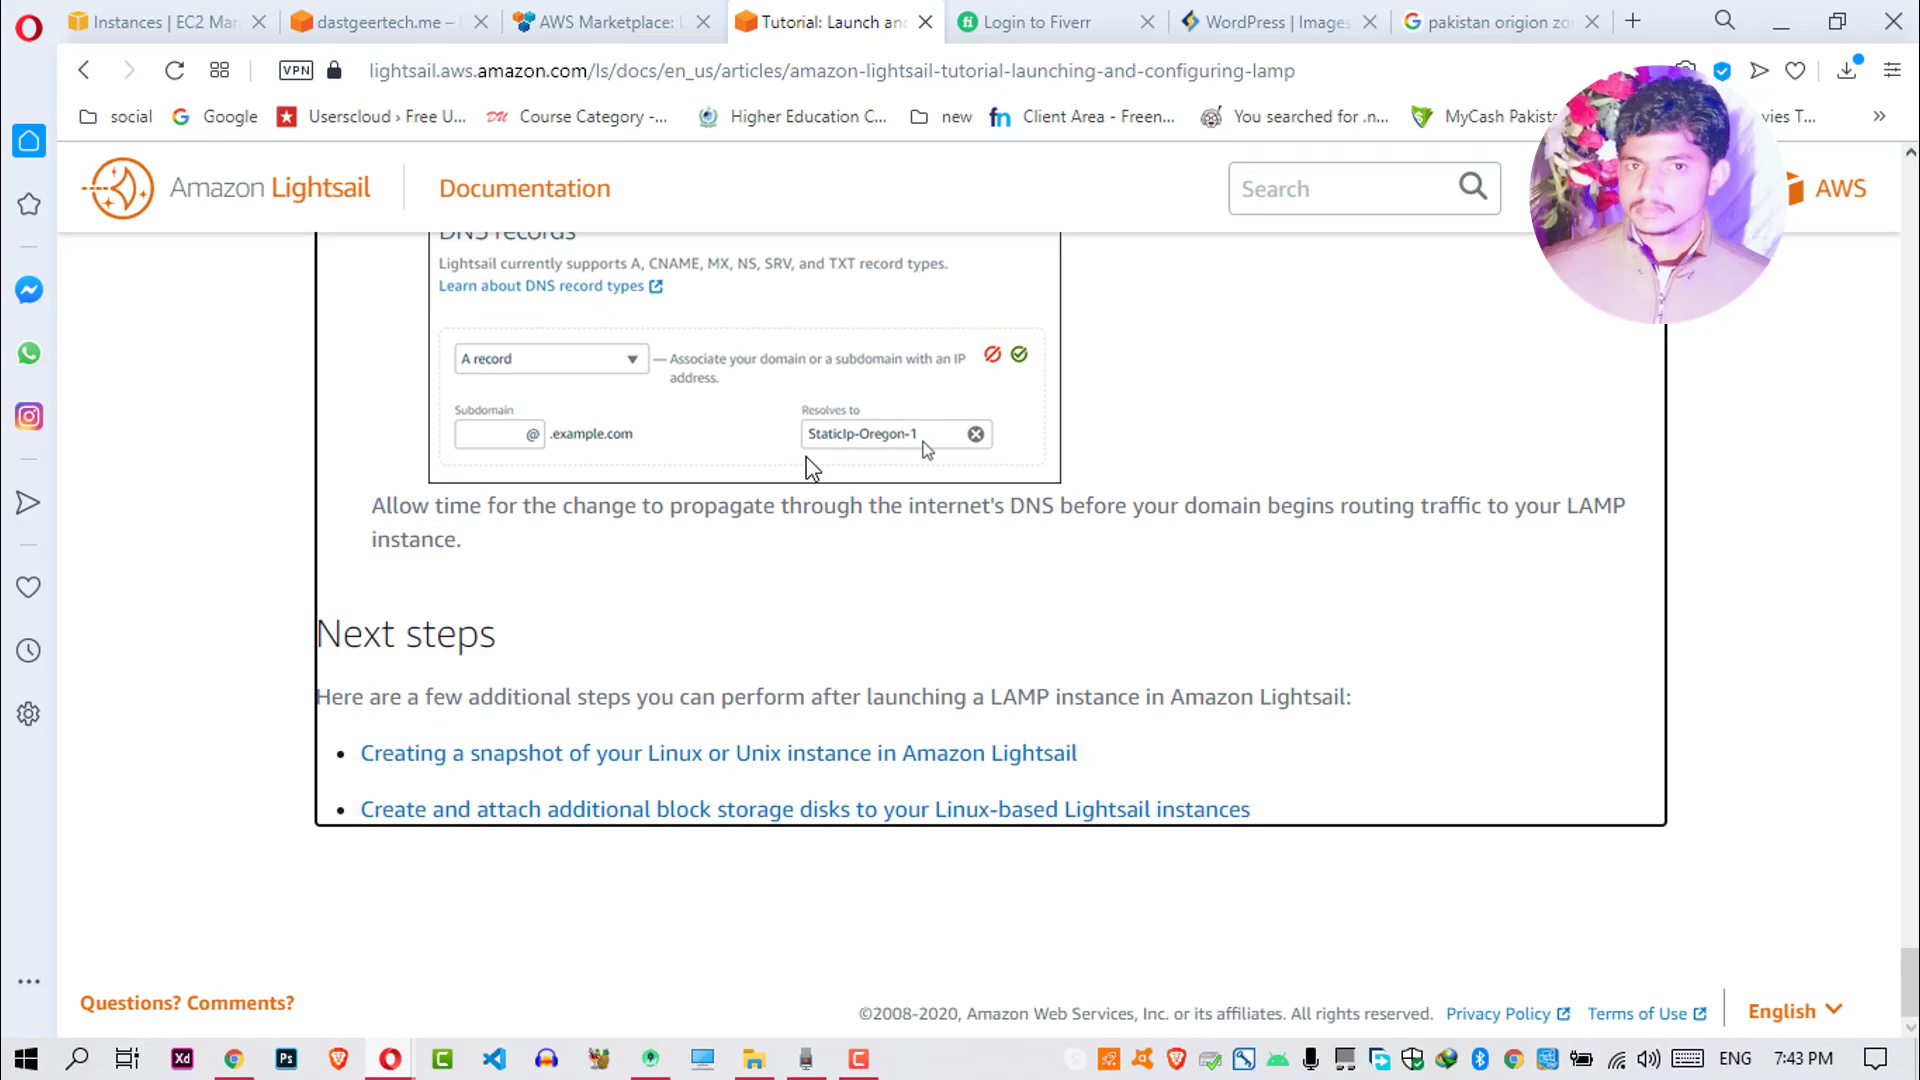 Instances | EC2 Man
dastgeertech.me – D
AWS Marketplace: L
Tutorial: Launch and
Login to Fiverr
WordPress | Images
pakistan origion zo
VPN
lightsail.aws.amazon.com/ls/docs/en_us/articles/amazon-lightsail-tutorial-launching-and-configuring-lamp
social
Google
Userscloud › Free U...
DU
Course Category -...
Higher Education C...
new
fn
Client Area - Freen...
You searched for .n...
MyCash Pakista
vies T...
»
Amazon Lightsail
Documentation
Search
AWS
DNS records
Lightsail currently supports A, CNAME, MX, NS, SRV, and TXT record types.
Learn about DNS record types
A record
— Associate your domain or a subdomain with an IP
address.
Subdomain
Resolves to
@ .example.com
StaticIp-Oregon-1
Allow time for the change to propagate through the internet's DNS before your domain begins routing traffic to your LAMP
instance.
Next steps
Here are a few additional steps you can perform after launching a LAMP instance in Amazon Lightsail:
• Creating a snapshot of your Linux or Unix instance in Amazon Lightsail
• Create and attach additional block storage disks to your Linux-based Lightsail instances
Questions? Comments?
©2008-2020, Amazon Web Services, Inc. or its affiliates. All rights reserved.
Privacy Policy
Terms of Use
English
Xd
Ps
ENG
7:43 PM